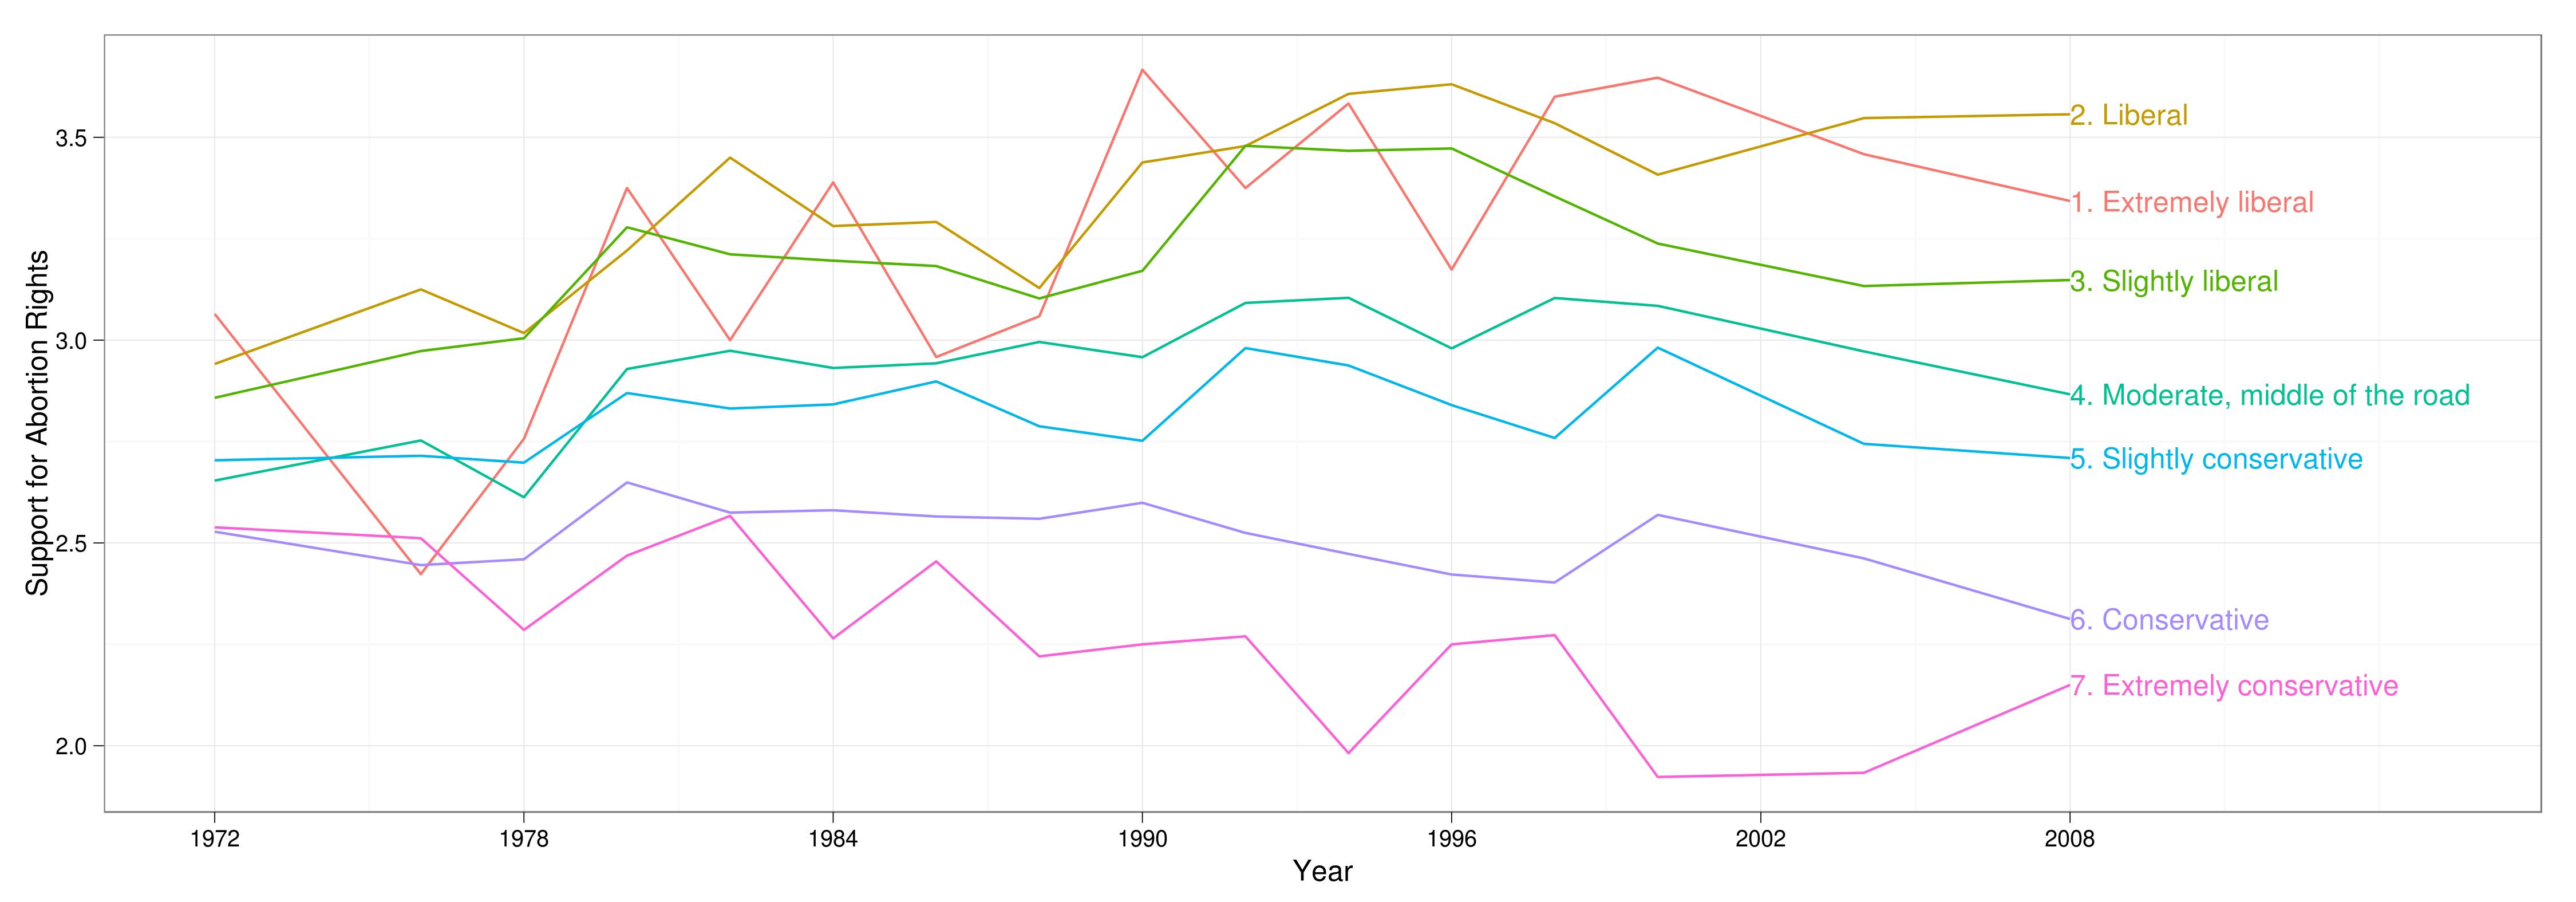 Support for Abortion Rights
3.5
3.0
2.5
2.0
2. Liberal
1. Extremely liberal
3. Slightly liberal
4. Moderate, middle of the road
5. Slightly conservative
6. Conservative
7. Extremely conservative
1972 1978 1984 1990 1996 2002 2008
Year